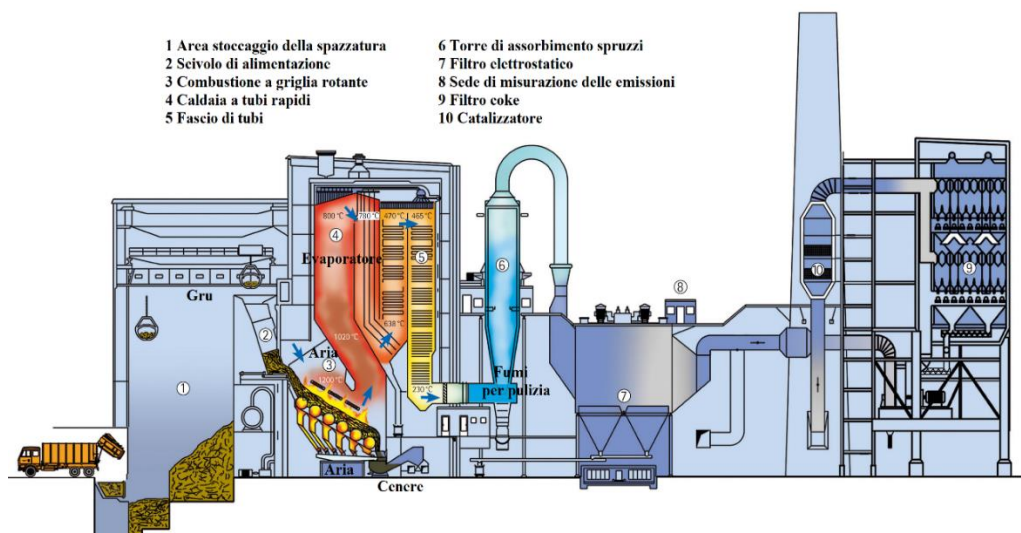 1 Area stoccaggio della spazzatura
2 Scivolo di alimentazione
3 Combustione a griglia rotante
4 Caldaia a tubi rapidi
5 Fascio di tubi
6 Torre di assorbimento spruzzi
7 Filtro elettrostatico
8 Sede di misurazione delle emissioni
9 Filtro coke
10 Catalizzatore
800 °C
780°C
470 °C
465°C
4
Evaporatore
5
6
9
10
Gru
8
638 °C
2
1020 °C
Aria
3
1200 °C
1
230 °C
Fumi
per pulizia
7
Aria
Cenere